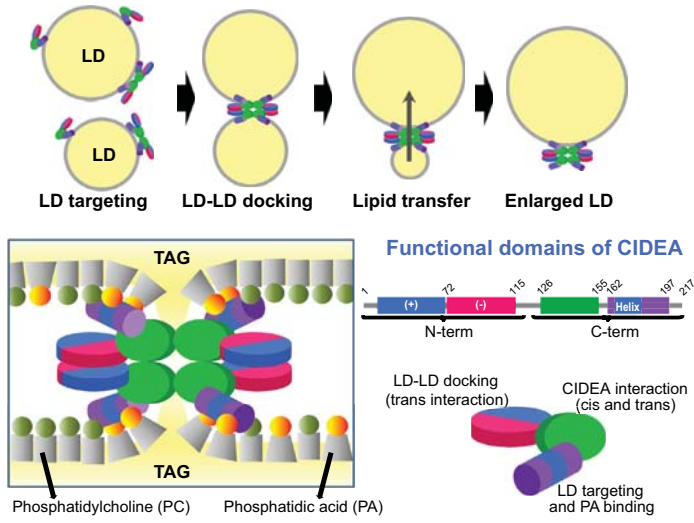 LD
LD
LD targeting
LD-LD docking
Lipid transfer
Enlarged LD
TAG
TAG
Phosphatidylcholine (PC)
Phosphatidic acid (PA)
Functional domains of CIDEA
1
72
115
126
155
162
197
217
(+)
(-)
Helix
N-term
C-term
LD-LD docking
(trans interaction)
CIDEA interaction
(cis and trans)
LD targeting
and PA binding